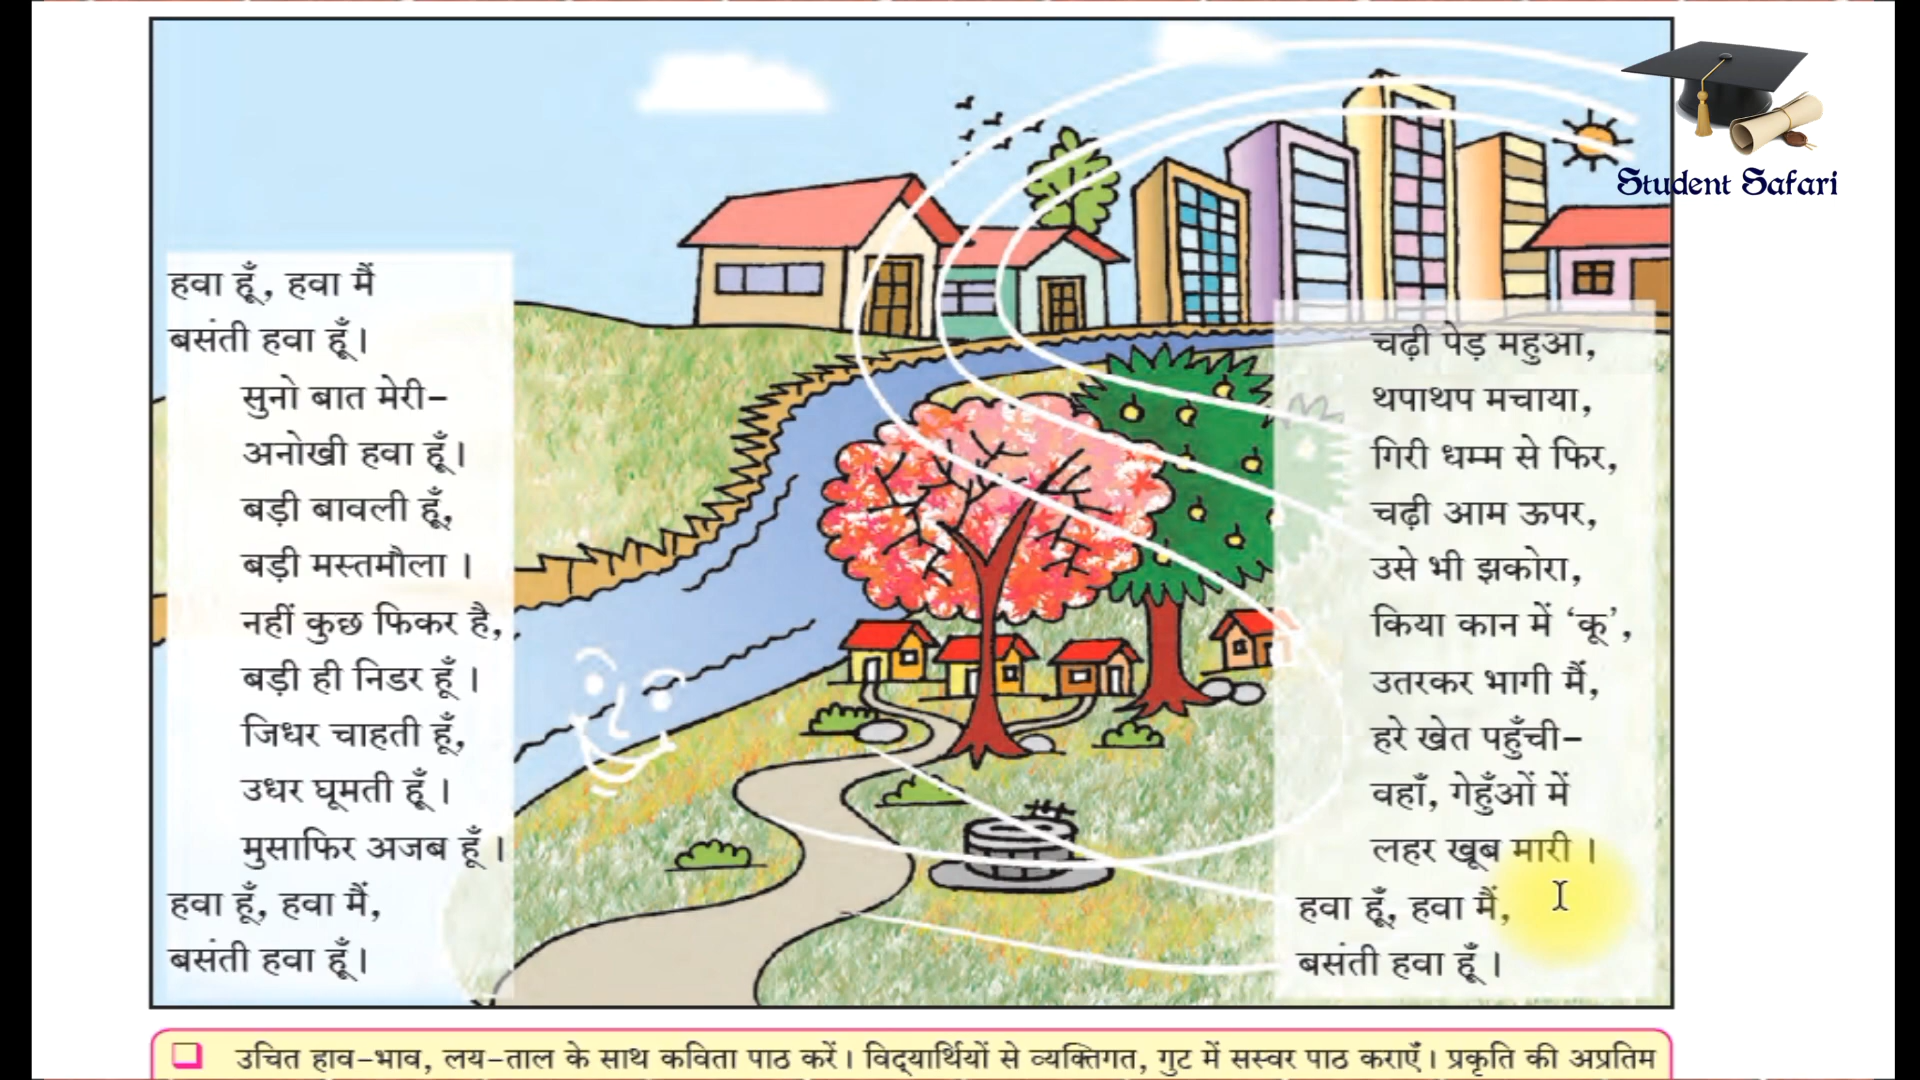 Student Safari
हवा हूँ, हवा मैं
बसंती हवा हूँ।
सुनो बात मेरी-
अनोखी हवा हूँ।
बड़ी बावली हूँ,
बड़ी मस्तमौला ।
नहीं कुछ फिकर है,
बड़ी ही निडर हूँ ।
जिधर चाहती हूँ,
उधर घूमती हूँ ।
मुसाफिर अजब हूँ ।
हवा हूँ, हवा मैं,
बसंती हवा हूँ।
चढ़ी पेड़ महुआ,
थपाथप मचाया,
गिरी धम्म से फिर,
चढ़ी आम ऊपर,
उसे भी झकोरा,
किया कान में ‘कू’,
उतरकर भागी मैं,
हरे खेत पहुँची-
वहाँ, गेहुँओं में
लहर खूब मारी ।
हवा हूँ, हवा मैं,
बसंती हवा हूँ ।
उचित हाव-भाव, लय-ताल के साथ कविता पाठ करें। विद्यार्थियों से व्यक्तिगत, गुट में सस्वर पाठ कराएँ। प्रकृति की अप्रतिम